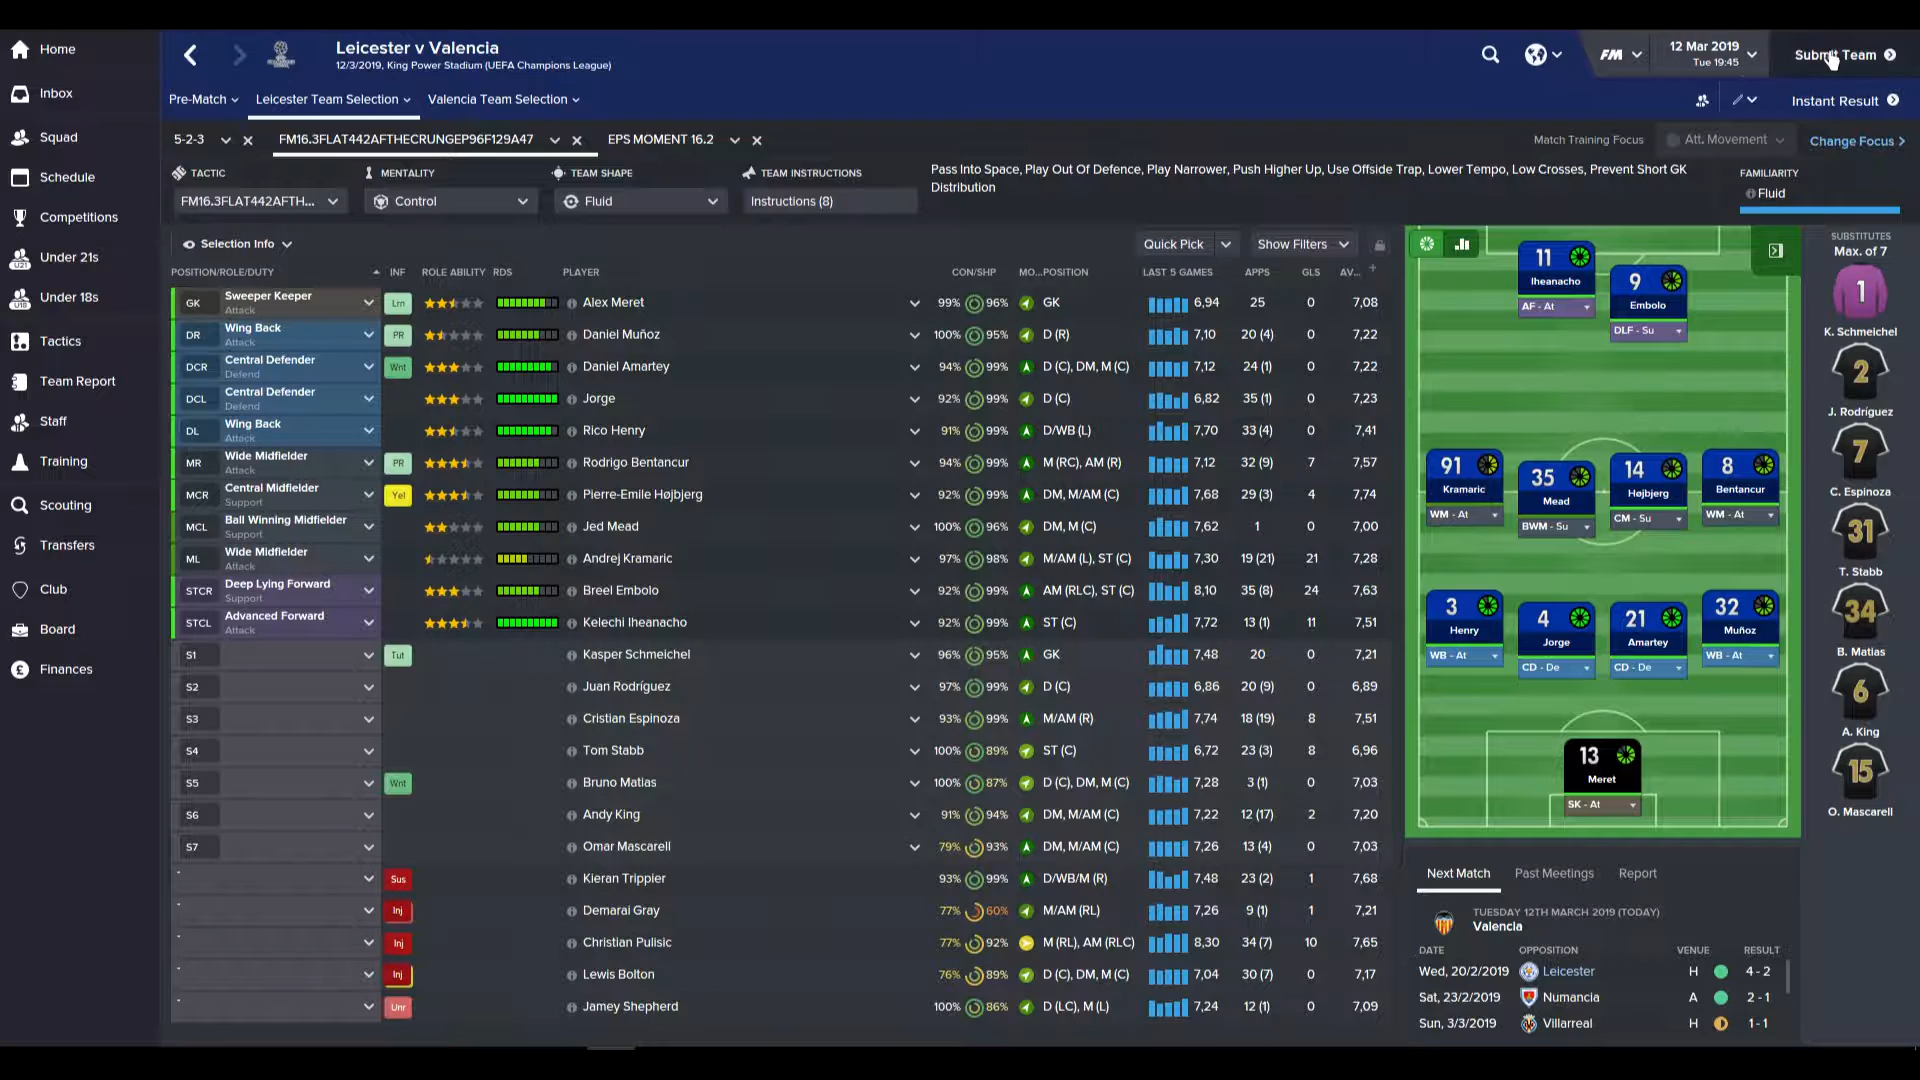 Home
Inbox
Squad
Schedule
Competitions
Under 21s
Under 18s
Tactics
Team Report
Staff
Training
Scouting
Transfers
Club
Board
Finances
Leicester v Valencia
12/3/2019, King Power Stadium (UEFA Champions League)
FM
12 Mar 2019
Tue 19:45
Submit Team
Pre-Match
Leicester Team Selection
Valencia Team Selection
Instant Result
5-2-3
FM16.3FLAT442AFTHECRUNGEP96F129A47
EPS MOMENT 16.2
Match Training Focus
Att. Movement
Change Focus
TACTIC
MENTALITY
TEAM SHAPE
TEAM INSTRUCTIONS
FM16.3FLAT442AFTH...
Control
Fluid
Instructions (8)
Pass Into Space, Play Out Of Defence, Play Narrower, Push Higher Up, Use Offside Trap, Lower Tempo, Low Crosses, Prevent Short GK
Distribution
FAMILIARITY
Fluid
Selection Info
Quick Pick
Show Filters
POSITION/ROLE/DUTY INF ROLE ABILITY RDS PLAYER CON/SHP MO... POSITION LAST 5 GAMES APPS GLS AV...
GK Sweeper Keeper Attack Lrn Alex Meret 99% 96% GK 6,94 25 0 7,08
DR Wing Back Attack PR Daniel Muñoz 100% 95% D (R) 7,10 20 (4) 0 7,22
DCR Central Defender Defend Wnt Daniel Amartey 94% 99% D (C), DM, M (C) 7,12 24 (1) 0 7,22
DCL Central Defender Defend Jorge 92% 99% D (C) 6,82 35 (1) 0 7,23
DL Wing Back Attack Rico Henry 91% 99% D/WB (L) 7,70 33 (4) 0 7,41
MR Wide Midfielder Attack PR Rodrigo Bentancur 94% 99% M (RC), AM (R) 7,12 32 (9) 7 7,57
MCR Central Midfielder Support Yel Pierre-Emile Højbjerg 92% 99% DM, M/AM (C) 7,68 29 (3) 4 7,74
MCL Ball Winning Midfielder Support Jed Mead 100% 96% DM, M (C) 7,62 1 0 7,00
ML Wide Midfielder Attack Andrej Kramaric 97% 98% M/AM (L), ST (C) 7,30 19 (21) 21 7,28
STCR Deep Lying Forward Support Breel Embolo 92% 99% AM (RLC), ST (C) 8,10 35 (8) 24 7,63
STCL Advanced Forward Attack Kelechi Iheanacho 92% 99% ST (C) 7,72 13 (1) 11 7,51
S1 Tut Kasper Schmeichel 96% 95% GK 7,48 20 0 7,21
S2 Juan Rodríguez 97% 99% D (C) 6,86 20 (9) 0 6,89
S3 Cristian Espinoza 93% 99% M/AM (R) 7,74 18 (19) 8 7,51
S4 Tom Stabb 100% 89% ST (C) 6,72 23 (3) 8 6,96
S5 Wnt Bruno Matias 100% 87% D (C), DM, M (C) 7,28 3 (1) 0 7,03
S6 Andy King 91% 94% DM, M/AM (C) 7,22 12 (17) 2 7,20
S7 Omar Mascarell 79% 93% DM, M/AM (C) 7,26 13 (4) 0 7,03
- Sus Kieran Trippier 93% 99% D/WB/M (R) 7,48 23 (2) 1 7,68
- Inj Demarai Gray 77% 60% M/AM (RL) 7,26 9 (1) 1 7,21
- Inj Christian Pulisic 77% 92% M (RL), AM (RLC) 8,30 34 (7) 10 7,65
- Inj Lewis Bolton 76% 89% D (C), DM, M (C) 7,04 30 (7) 0 7,17
- Unr Jamey Shepherd 100% 86% D (LC), M (L) 7,24 12 (1) 0 7,09
11
Iheanacho
AF - At
9
Embolo
DLF - Su
91
Kramaric
WM - At
35
Mead
BWM - Su
14
Højbjerg
CM - Su
8
Bentancur
WM - At
3
Henry
WB - At
4
Jorge
CD - De
21
Amartey
CD - De
32
Muñoz
WB - At
13
Meret
SK - At
SUBSTITUTES
Max. of 7
1
K. Schmeichel
2
J. Rodríguez
7
C. Espinoza
31
T. Stabb
34
B. Matias
6
A. King
15
O. Mascarell
Next Match
Past Meetings
Report
TUESDAY 12TH MARCH 2019 (TODAY)
Valencia
DATE OPPOSITION VENUE RESULT
Wed, 20/2/2019 Leicester H 4-2
Sat, 23/2/2019 Numancia A 2-1
Sun, 3/3/2019 Villarreal H 1-1